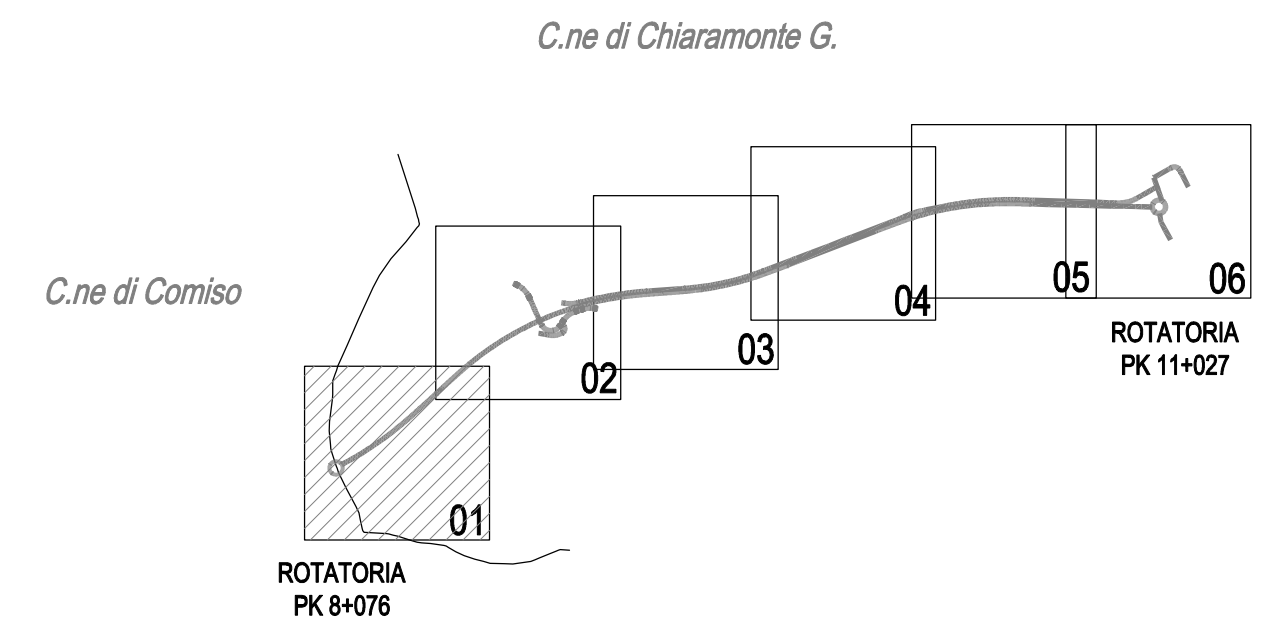 C.ne di Chiaramonte G.
C.ne di Comiso
01
02
03
04
05
06
ROTATORIA
PK 11+027
ROTATORIA
PK 8+076